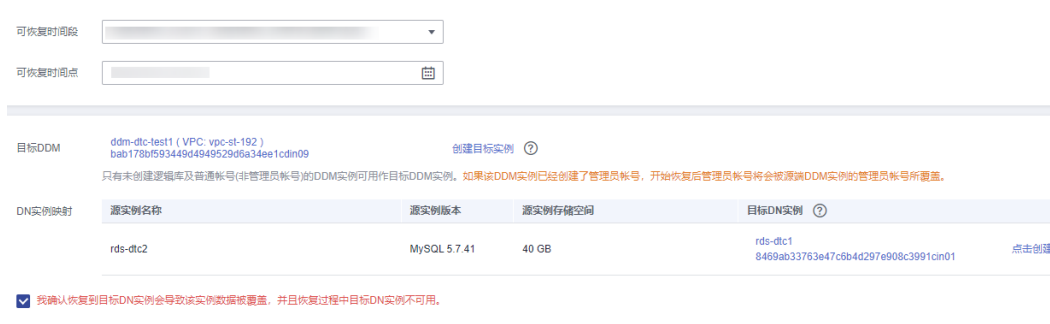 可恢复时间段
可恢复时间点
目标DDM
ddm-dtc-test1 ( VPC: vpc-st-192 )
bab178bf593449d4949529d6a34ee1cdin09
创建目标实例 ?
只有未创建逻辑库及普通帐号(非管理员帐号)的DDM实例可用作目标DDM实例。如果该DDM实例已经创建了管理员帐号，开始恢复后管理员帐号将会被源端DDM实例的管理员帐号所覆盖。
DN实例映射
源实例名称 源实例版本 源实例存储空间 目标DN实例 ?
rds-dtc2 MySQL 5.7.41 40 GB
rds-dtc1
8469ab33763e47c6b4d297e908c3991cin01
点击创建
我确认恢复到目标DN实例会导致该实例数据被覆盖，并且恢复过程中目标DN实例不可用。